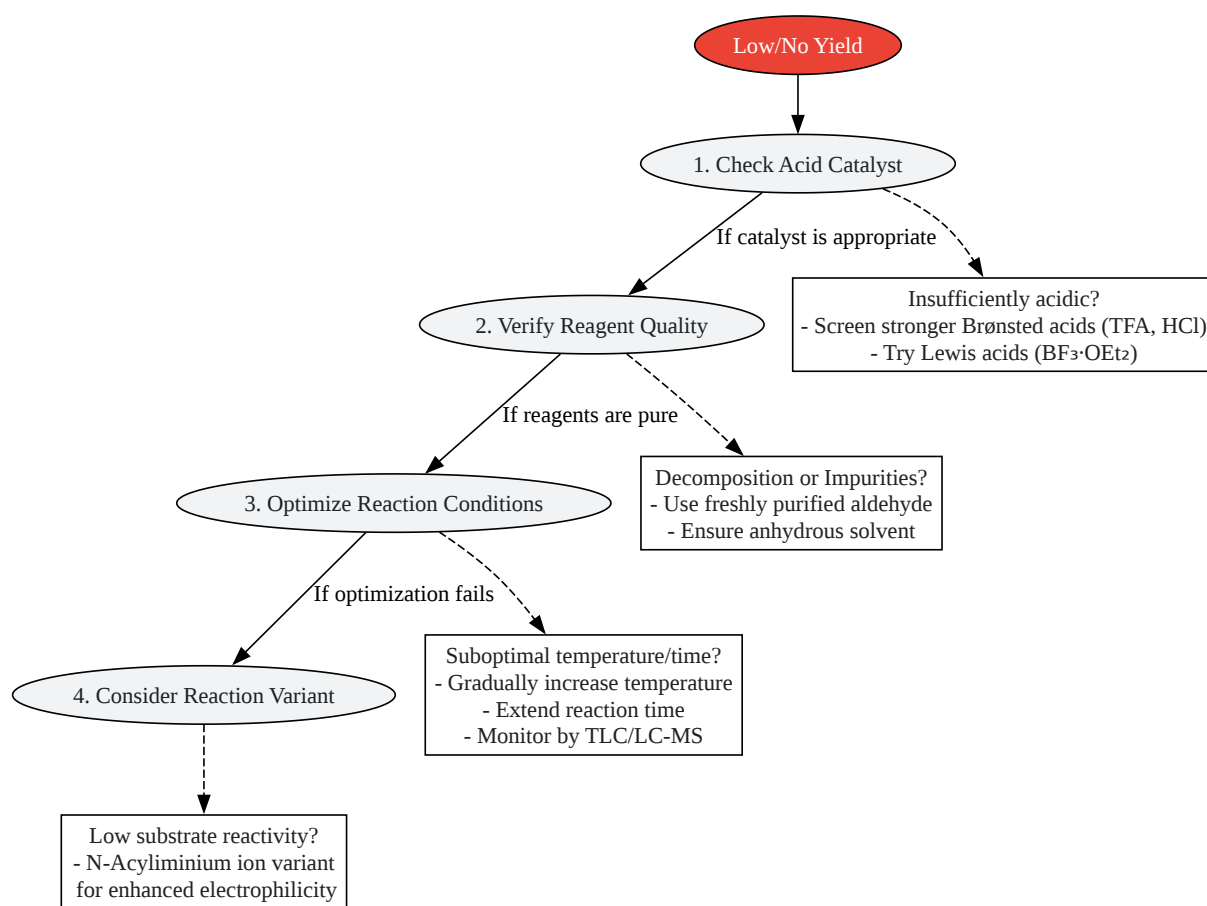 Low/No Yield
1. Check Acid Catalyst
If catalyst is appropriate
Insufficiently acidic?
- Screen stronger Brønsted acids (TFA, HCl)
- Try Lewis acids (BF₃·OEt₂)
2. Verify Reagent Quality
If reagents are pure
Decomposition or Impurities?
- Use freshly purified aldehyde
- Ensure anhydrous solvent
3. Optimize Reaction Conditions
If optimization fails
Suboptimal temperature/time?
- Gradually increase temperature
- Extend reaction time
- Monitor by TLC/LC-MS
4. Consider Reaction Variant
Low substrate reactivity?
- N-Acyliminium ion variant
for enhanced electrophilicity